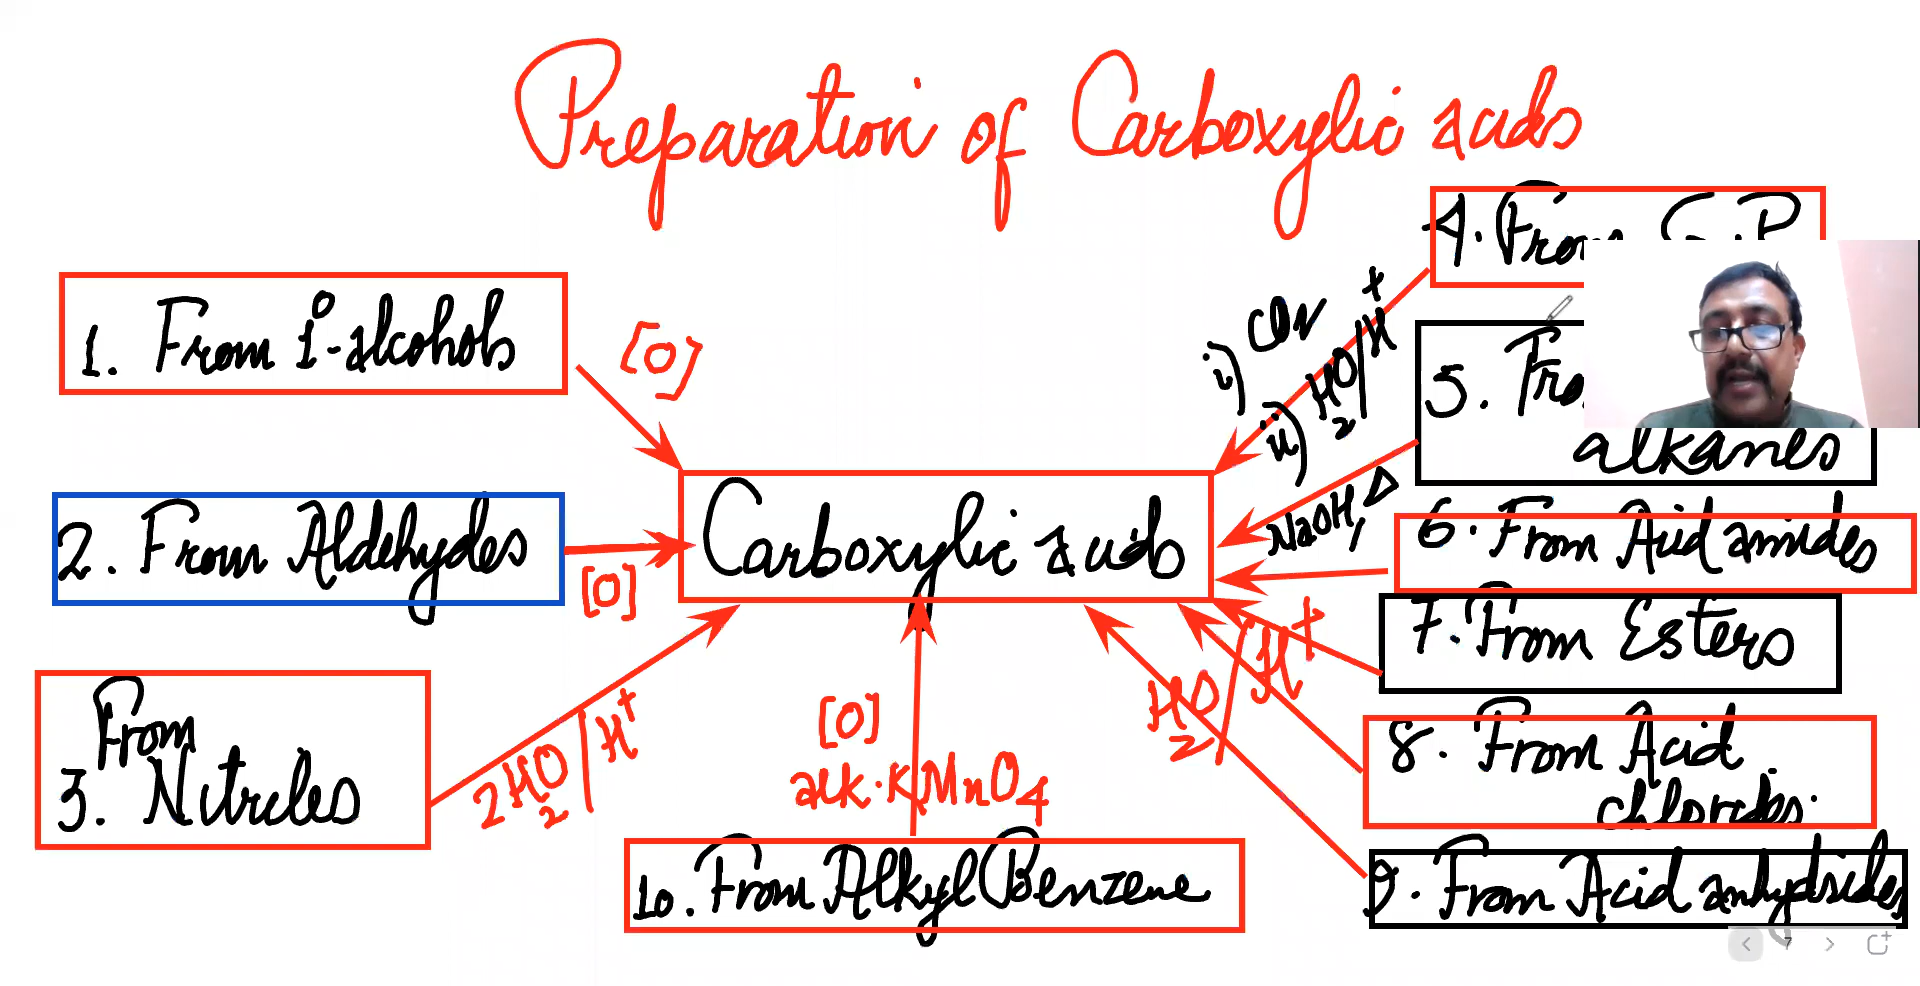 Preparation of Carboxylic acids
1. From 1°-alcohols
[O]
2. From Aldehydes
[O]
From
3. Nitriles
2H2O/H+
Carboxylic acids
[O]
alk. KMnO4
10. From Alkyl Benzene
4. From G.R
i)
ii) H2O/H+
5. Fro
alkanes
NaOH, Δ
6. From Acid amides
7. From Esters
H2O/H+
8. From Acid
chlorides.
9. From Acid anhydrides
7